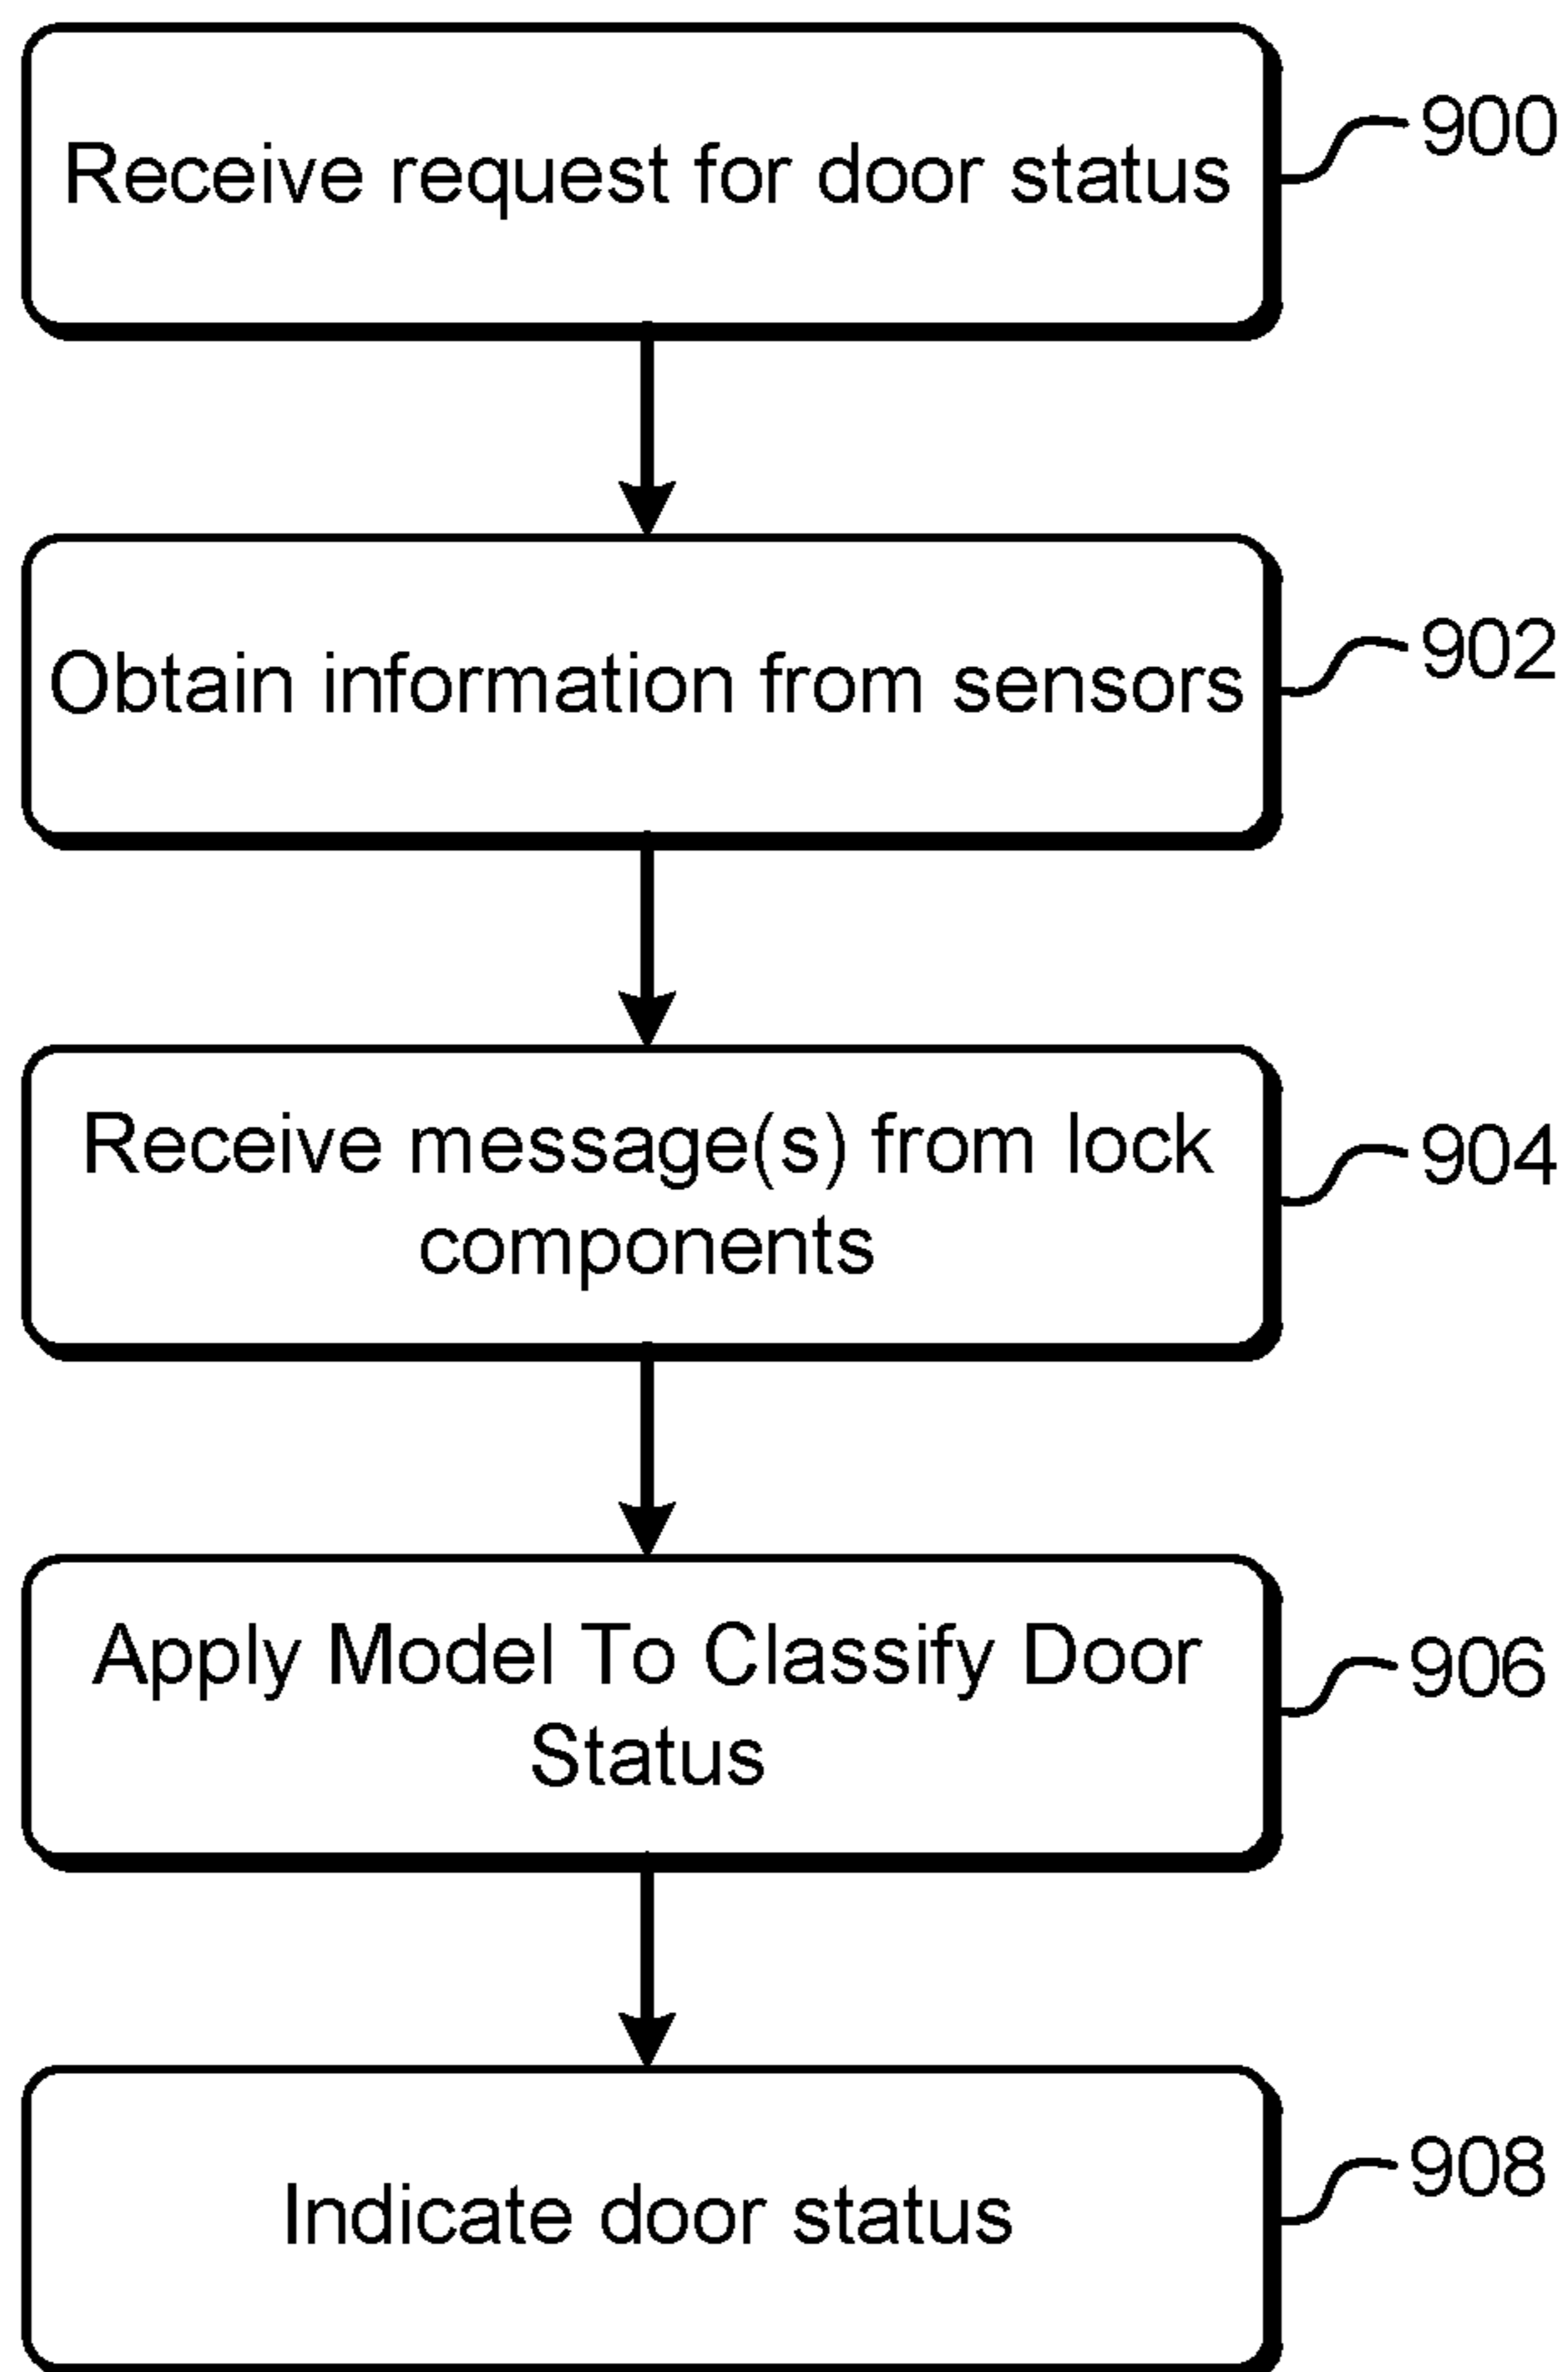 Receive request for door status
900
Obtain information from sensors
902
Receive message(s) from lock
components
904
Apply Model To Classify Door
Status
906
Indicate door status
908